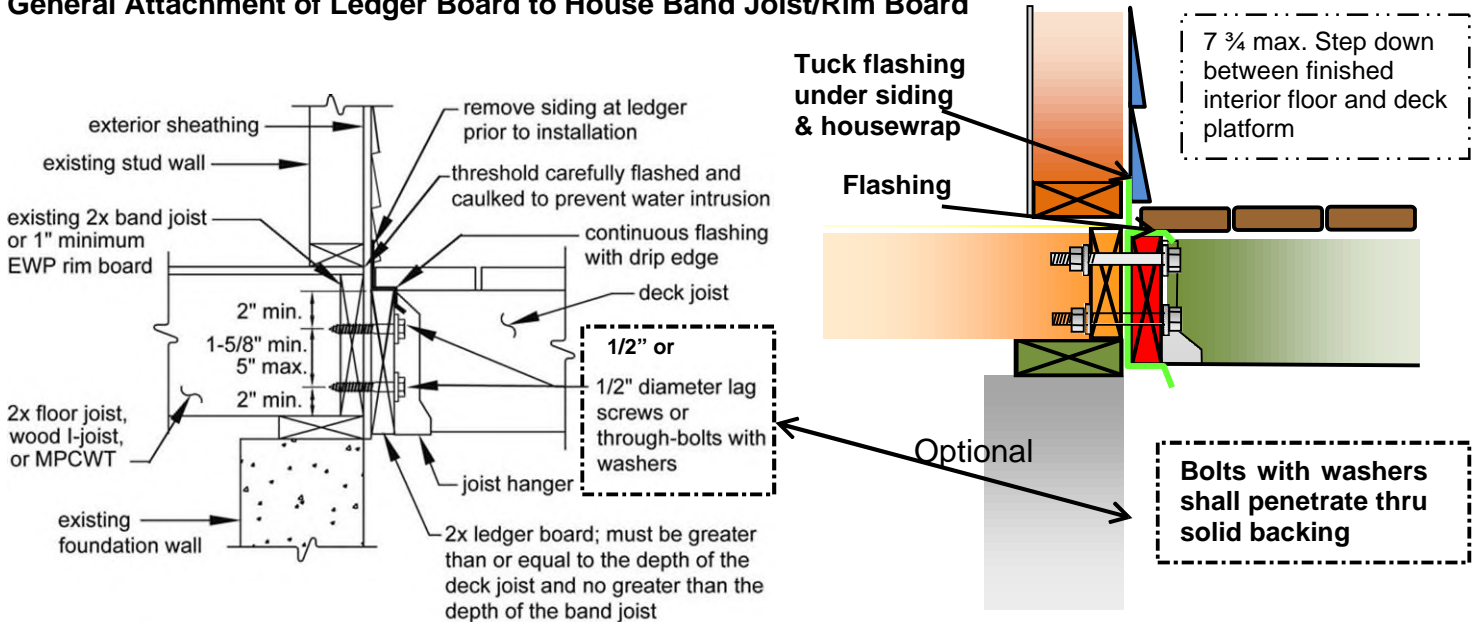 General Attachment of Ledger Board to House Band Joist/Rim Board
exterior sheathing
existing stud wall
existing 2x band joist
or 1" minimum
EWP rim board
2" min.
1-5/8" min.
5" max.
2" min.
2x floor joist,
wood I-joist,
or MPCWT
existing
foundation wall
remove siding at ledger
prior to installation
threshold carefully flashed and
caulked to prevent water intrusion
continuous flashing
with drip edge
deck joist
1/2” or
1/2" diameter lag
screws or
through-bolts with
washers
joist hanger
2x ledger board; must be greater
than or equal to the depth of the
deck joist and no greater than the
depth of the band joist
Tuck flashing
under siding
& housewrap
Flashing
7 ¾ max. Step down
between finished
interior floor and deck
platform
Optional
Bolts with washers
shall penetrate thru
solid backing